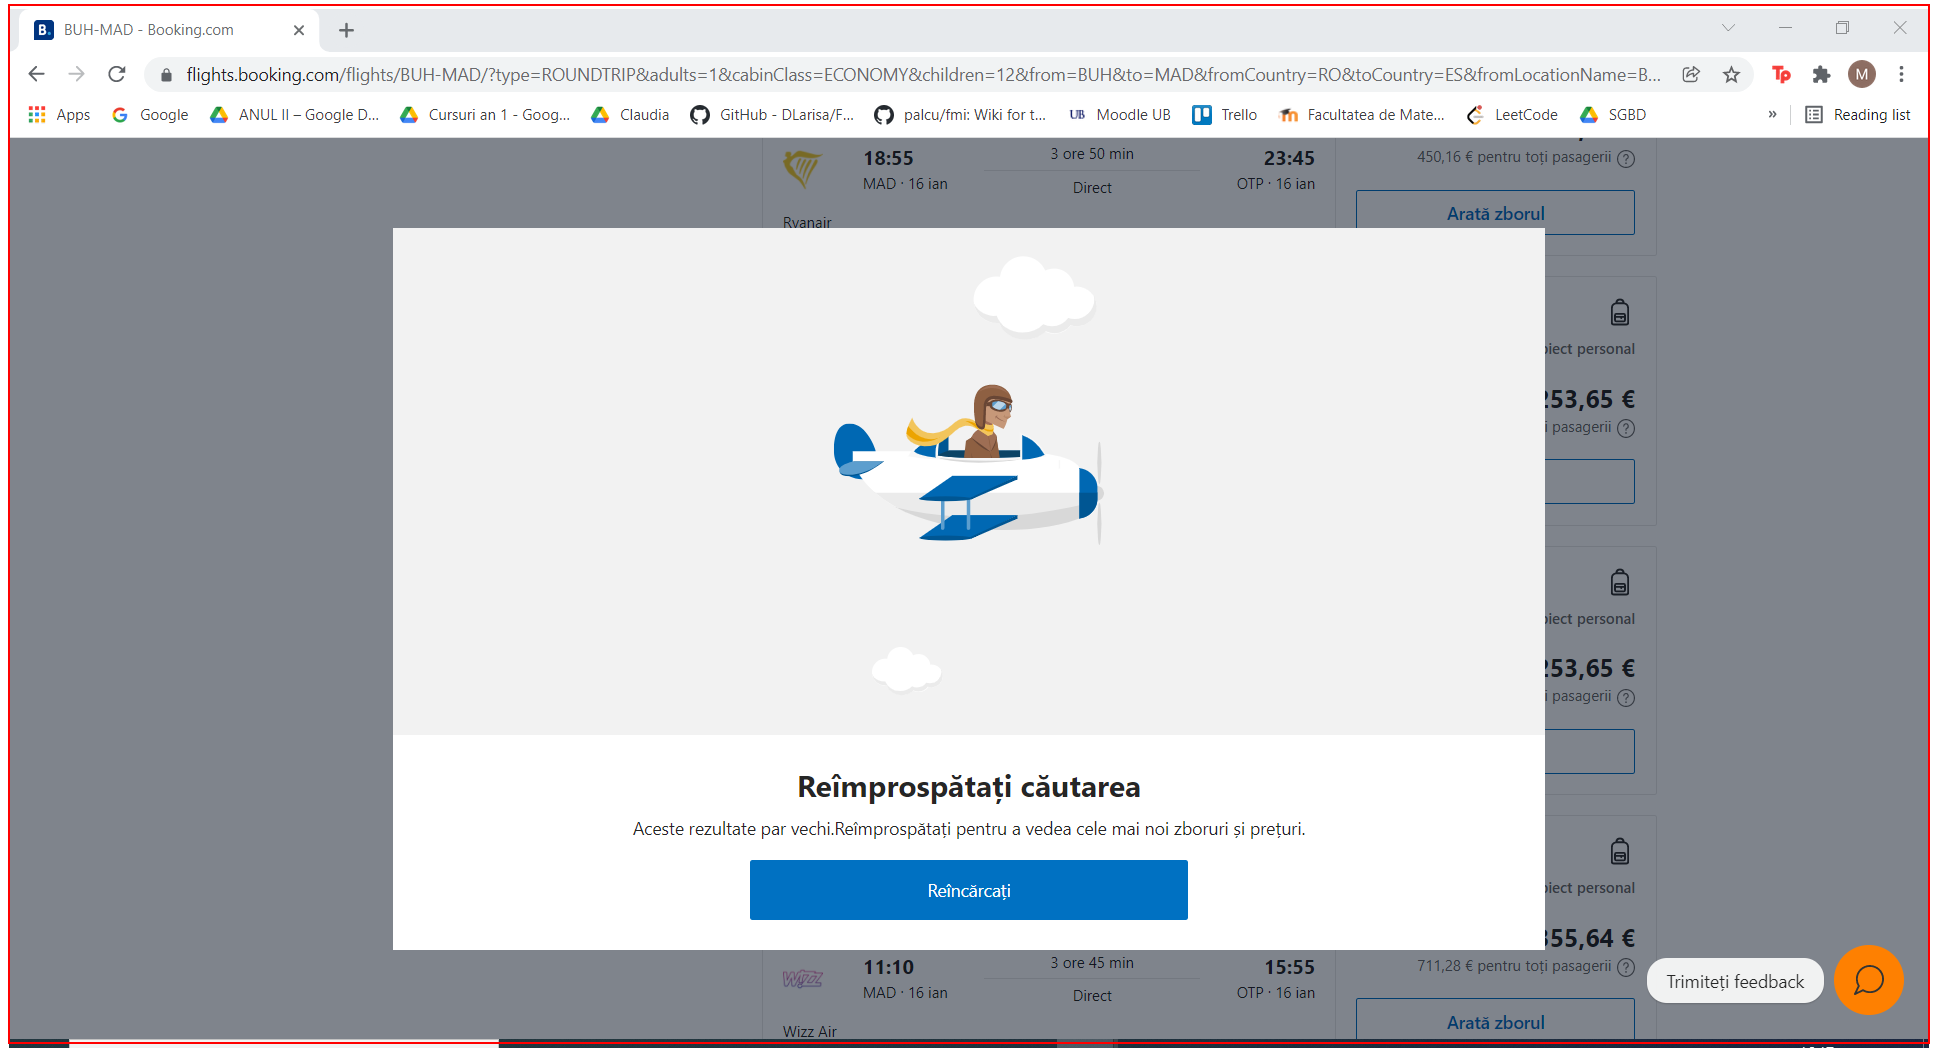 B. BUH-MAD - Booking.com
flights.booking.com/flights/BUH-MAD/?type=ROUNDTRIP&adults=1&cabinClass=ECONOMY&children=12&from=BUH&to=MAD&fromCountry=RO&toCountry=ES&fromLocationName=B...
Tp
M
Apps Google ANUL II – Google D... Cursuri an 1 - Goog... Claudia GitHub - DLarisa/F... palcu/fmi: Wiki for t... UB Moodle UB Trello Facultatea de Mate... LeetCode SGBD » Reading list
18:55 3 ore 50 min 23:45 450,16 € pentru toți pasagerii ?
MAD · 16 ian Direct OTP · 16 ian
Arată zborul
Ryanair
biect personal
253,65 €
i pasagerii ?
biect personal
253,65 €
i pasagerii ?
Reîmprospătați căutarea
Aceste rezultate par vechi.Reîmprospătați pentru a vedea cele mai noi zboruri și prețuri.
Reîncărcați
biect personal
355,64 €
WIZZ 11:10 3 ore 45 min 15:55 711,28 € pentru toți pasagerii ?
MAD · 16 ian Direct OTP · 16 ian
Trimiteți feedback
Arată zborul
Wizz Air